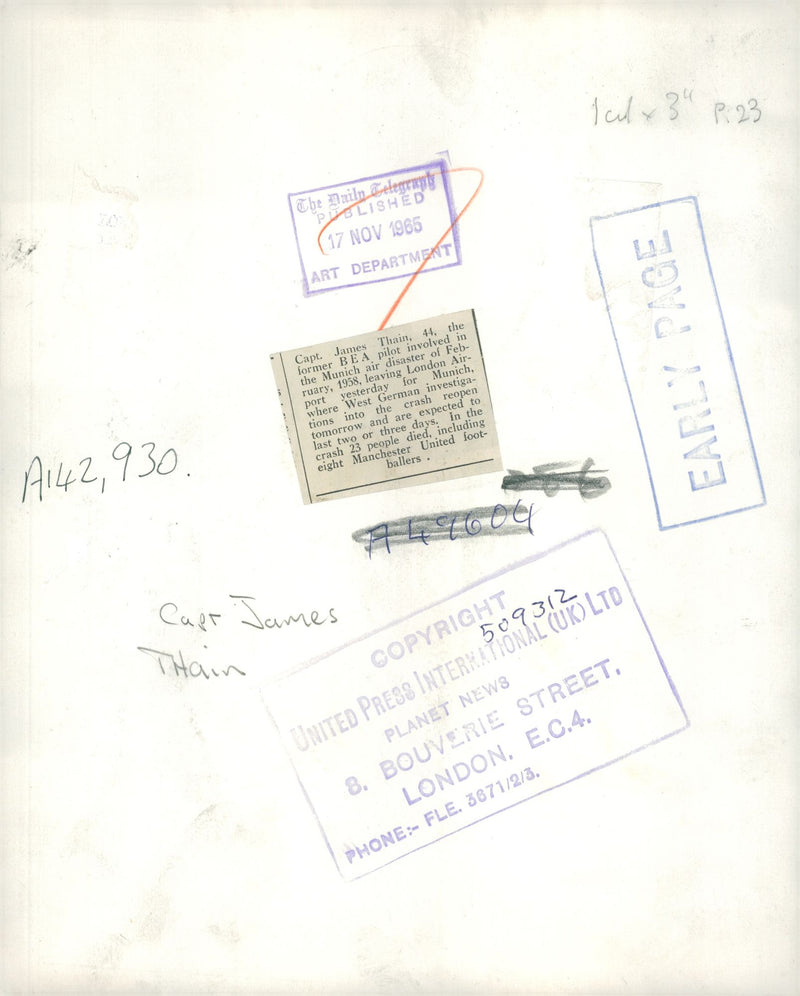 1 col x 3" P. 23
The Daily Telegraph
PUBLISHED
17 NOV 1965
ART DEPARTMENT
EARLY PAGE
Capt. James Thain, 44, the
former BEA pilot involved in
the Munich air disaster of Feb-
ruary, 1958, leaving London Air-
port yesterday for Munich,
where West German investiga-
tions into the crash reopen
tomorrow and are expected to
last two or three days. In the
crash 23 people died, including
eight Manchester United foot-
ballers.
A142,930.
A49604
Capt James
THain
COPYRIGHT
509312
UNITED PRESS INTERNATIONAL (UK) LTD
PLANET NEWS
8. BOUVERIE STREET,
LONDON. E.C.4.
PHONE:- FLE. 3671/2/3.